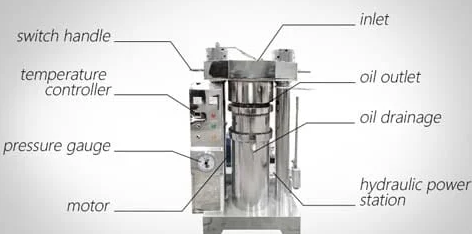 switch handle
temperature
controller
pressure gauge
motor
inlet
oil outlet
oil drainage
hydraulic power
station